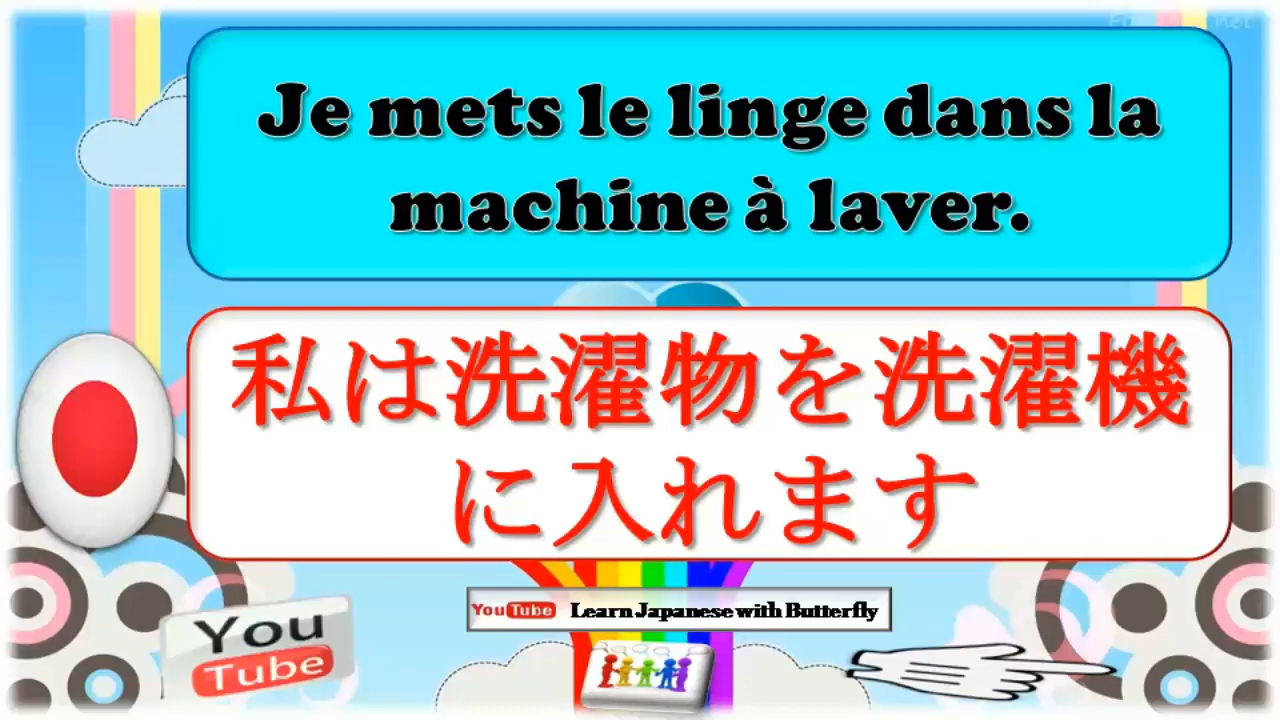 Je mets le linge dans la
machine à laver.
私は洗濯物を洗濯機
に入れます
YouTube Learn Japanese with Butterfly
You
Tube